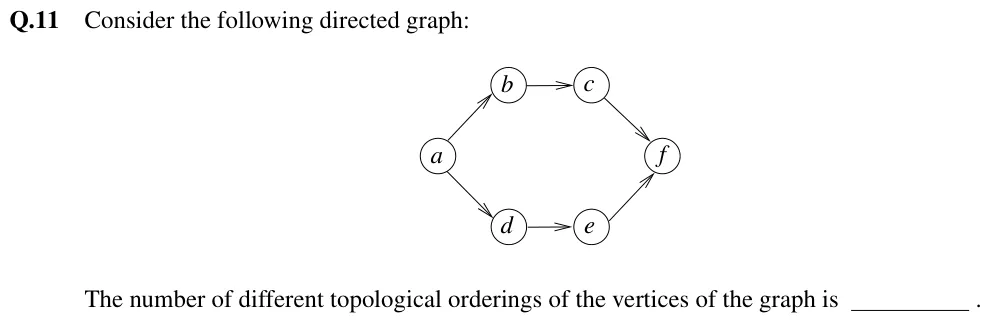 Q.11 Consider the following directed graph:
b c
a f
d e
The number of different topological orderings of the vertices of the graph is __________ .